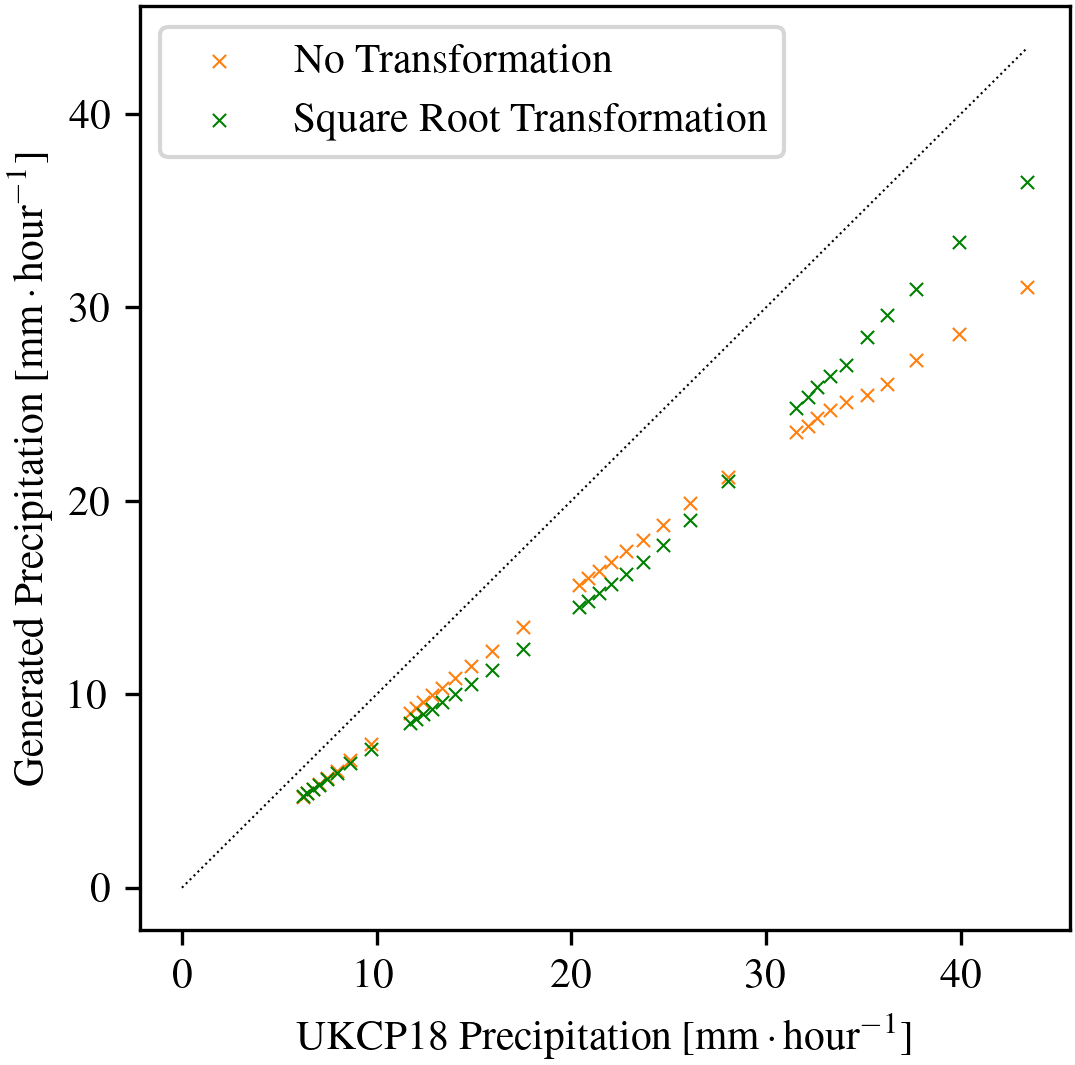 No Transformation
Square Root Transformation
40
30
20
10
0
Generated Precipitation [mm · hour⁻¹]
0 10 20 30 40
UKCP18 Precipitation [mm · hour⁻¹]